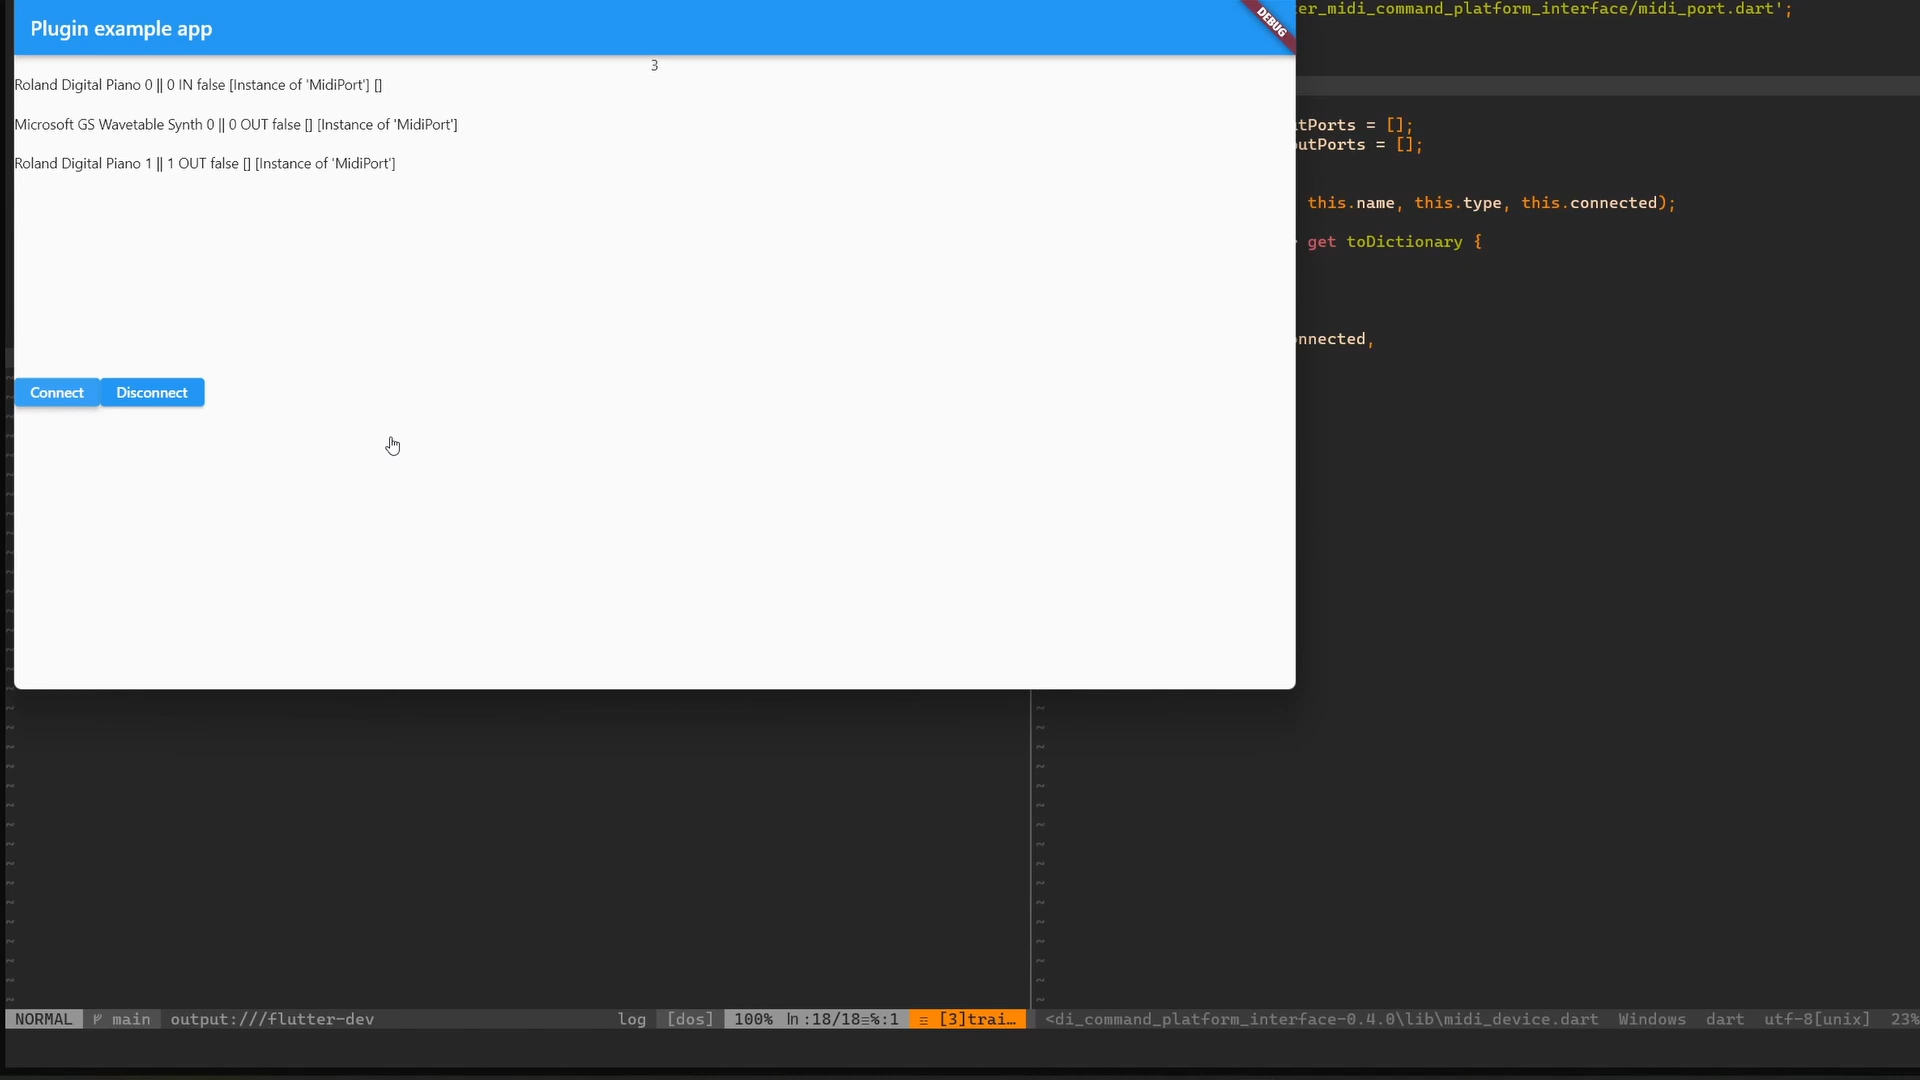 Plugin example app
DEBUG
3
Roland Digital Piano 0 || 0 IN false [Instance of 'MidiPort'] []
Microsoft GS Wavetable Synth 0 || 0 OUT false [] [Instance of 'MidiPort']
Roland Digital Piano 1 || 1 OUT false [] [Instance of 'MidiPort']
Connect
Disconnect
er_midi_command_platform_interface/midi_port.dart';
tPorts = [];
utPorts = [];
this.name, this.type, this.connected);
get toDictionary {
nnected,
NORMAL main output:///flutter-dev log [dos] 100% ln:18/18≡%:1 ☲ [3]trai…
<di_command_platform_interface-0.4.0\lib\midi_device.dart Windows dart utf-8[unix] 23%